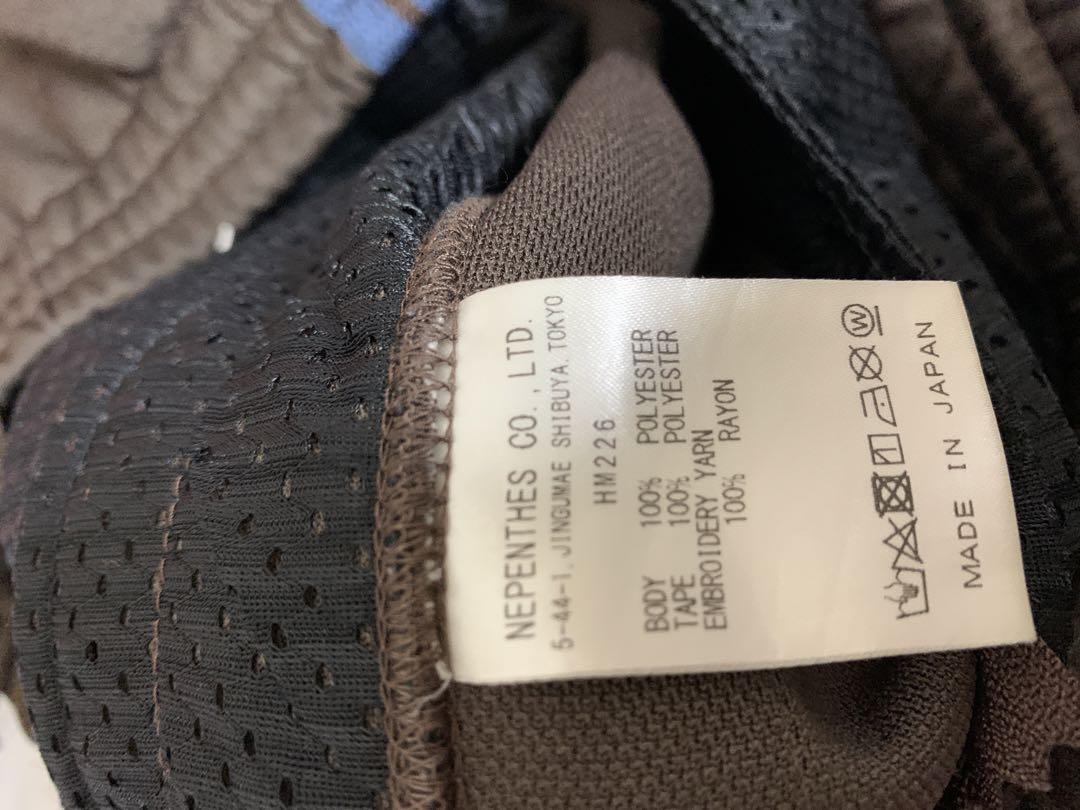 NEPENTHES CO., LTD.
5-44-1, JINGUMAE SHIBUYA, TOKYO
HM226
BODY 100% POLYESTER
TAPE 100% POLYESTER
EMBROIDERY YARN
100% RAYON
W
MADE IN JAPAN